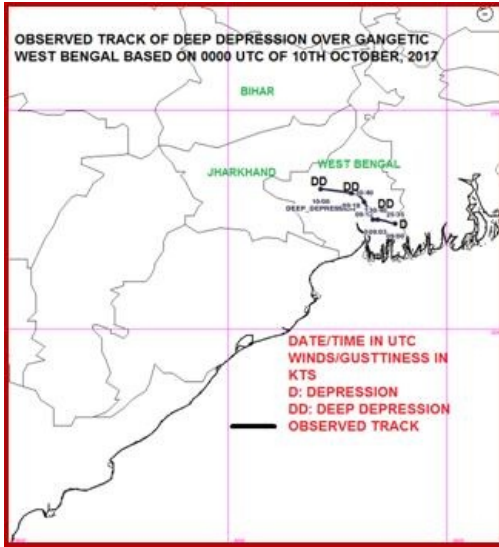 OBSERVED TRACK OF DEEP DEPRESSION OVER GANGETIC
WEST BENGAL BASED ON 0000 UTC OF 10TH OCTOBER, 2017
BIHAR
JHARKHAND
WEST BENGAL
DD
DD
DD
D
DEEP_DEPRESSION
DATE/TIME IN UTC
WINDS/GUSTTINESS IN
KTS
D: DEPRESSION
DD: DEEP DEPRESSION
OBSERVED TRACK